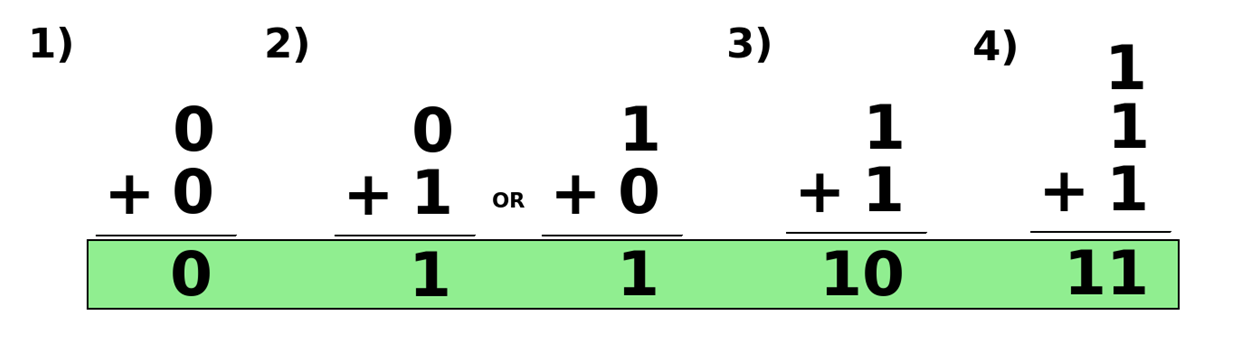 1) 2) 3) 4) 1
0 0 1 1 1
+ 0 + 1 OR + 0 + 1 + 1
0 1 1 10 11